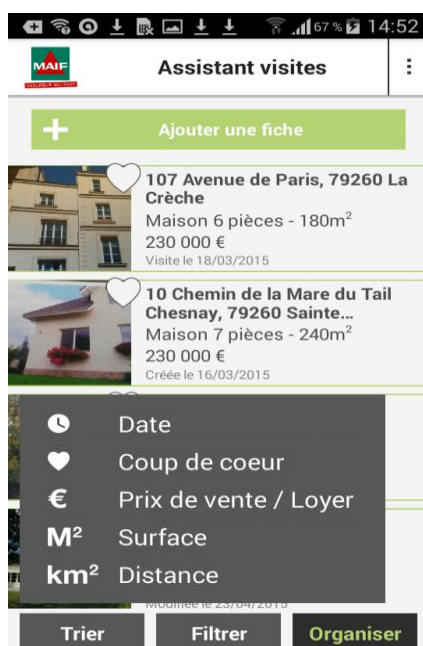 67 % 14:52
MAIF
ASSUREUR MILITANT
Assistant visites
+ Ajouter une fiche
107 Avenue de Paris, 79260 La
Crèche
Maison 6 pièces - 180m²
230 000 €
Visite le 18/03/2015
10 Chemin de la Mare du Tail
Chesnay, 79260 Sainte...
Maison 7 pièces - 240m²
230 000 €
Créée le 16/03/2015
Date
Coup de coeur
€ Prix de vente / Loyer
M² Surface
km² Distance
Modifiée le 23/04/2015
Trier Filtrer Organiser